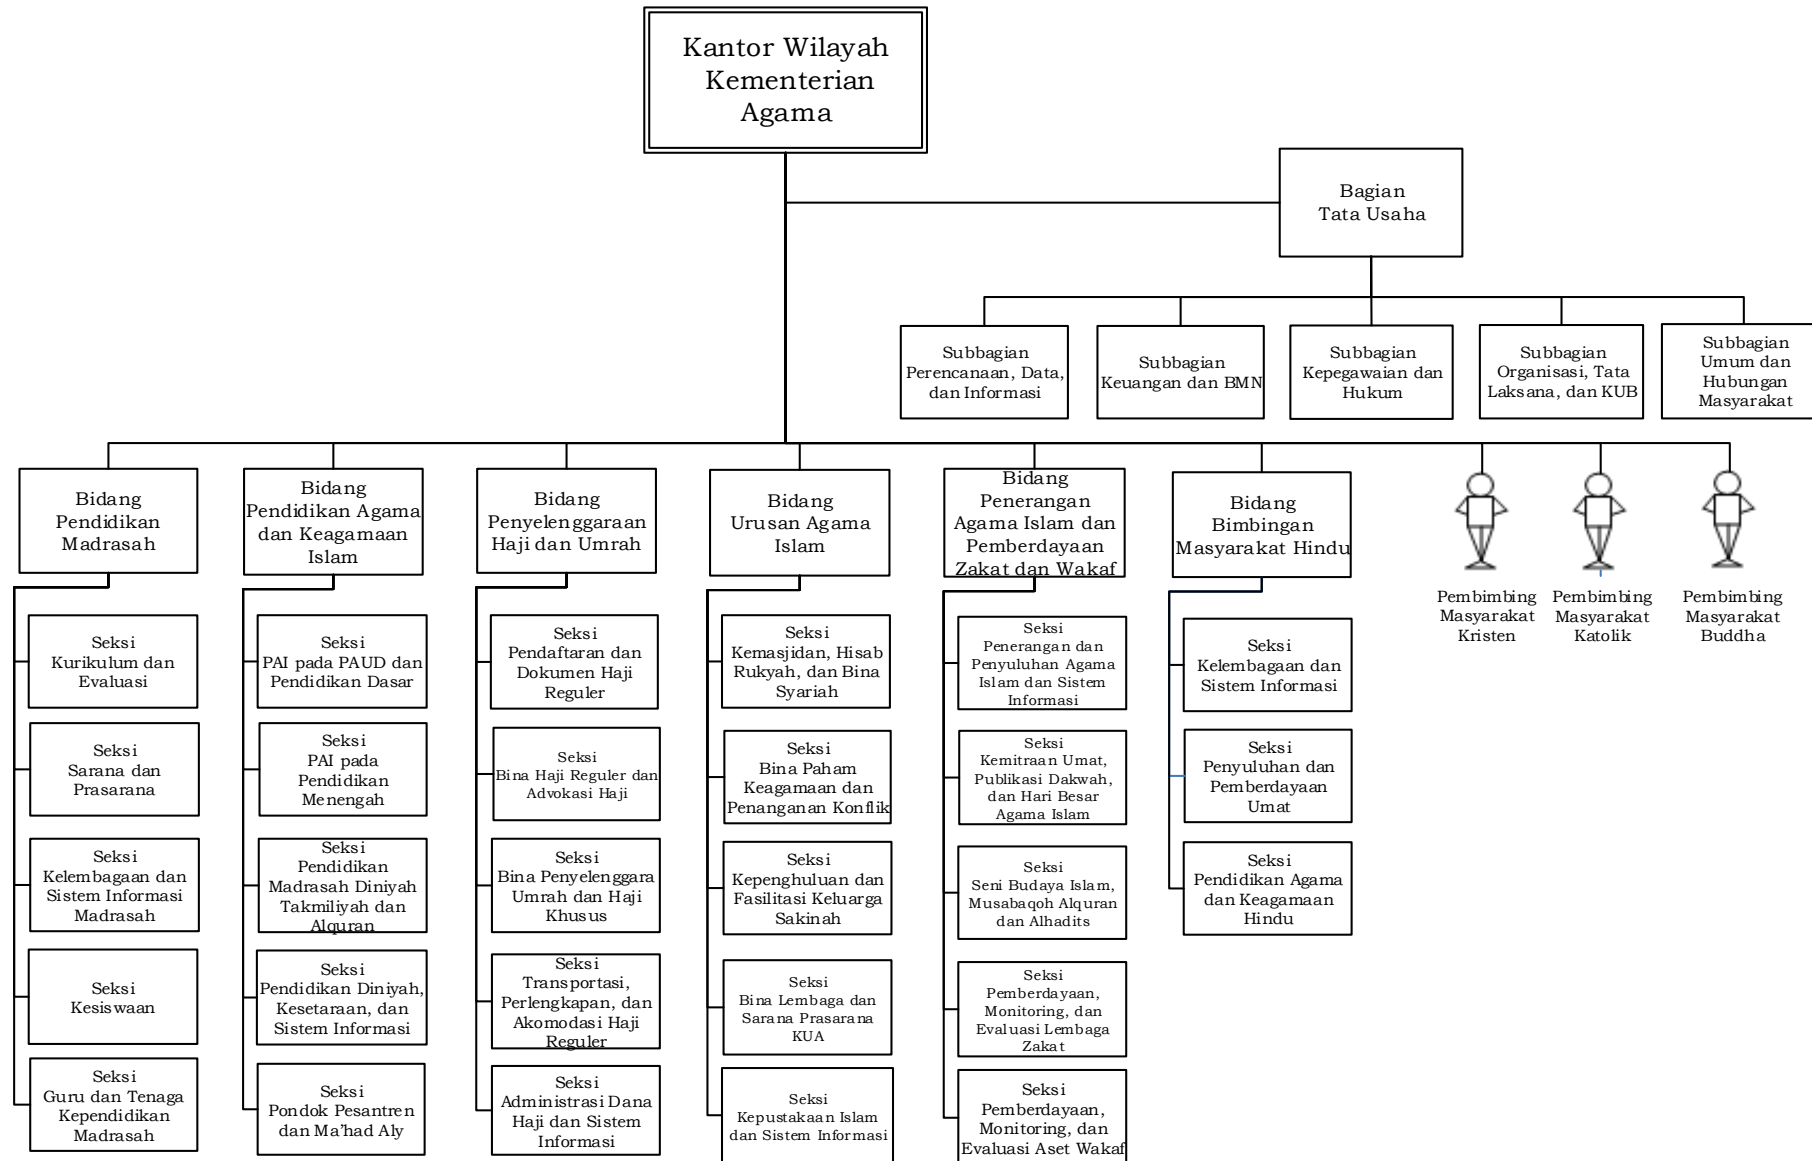 Kantor Wilayah
Kementerian
Agama
Bagian
Tata Usaha
Subbagian
Perencanaan, Data,
dan Informasi
Subbagian
Keuangan dan BMN
Subbagian
Kepegawaian dan
Hukum
Subbagian
Organisasi, Tata
Laksana, dan KUB
Subbagian
Umum dan
Hubungan
Masyarakat
Bidang
Pendidikan
Madrasah
Bidang
Pendidikan Agama
dan Keagamaan
Islam
Bidang
Penyelenggaraan
Haji dan Umrah
Bidang
Urusan Agama
Islam
Bidang
Penerangan
Agama Islam dan
Pemberdayaan
Zakat dan Wakaf
Bidang
Bimbingan
Masyarakat Hindu
Pembimbing
Masyarakat
Kristen
Pembimbing
Masyarakat
Katolik
Pembimbing
Masyarakat
Buddha
Seksi
Kurikulum dan
Evaluasi
Seksi
Sarana dan
Prasarana
Seksi
Kelembagaan dan
Sistem Informasi
Madrasah
Seksi
Kesiswaan
Seksi
Guru dan Tenaga
Kependidikan
Madrasah
Seksi
PAI pada PAUD dan
Pendidikan Dasar
Seksi
PAI pada
Pendidikan
Menengah
Seksi
Pendidikan
Madrasah Diniyah
Takmiliyah dan
Alquran
Seksi
Pendidikan Diniyah,
Kesetaraan, dan
Sistem Informasi
Seksi
Pondok Pesantren
dan Ma'had Aly
Seksi
Pendaftaran dan
Dokumen Haji
Reguler
Seksi
Bina Haji Reguler dan
Advokasi Haji
Seksi
Bina Penyelenggara
Umrah dan Haji
Khusus
Seksi
Transportasi,
Perlengkapan, dan
Akomodasi Haji
Reguler
Seksi
Administrasi Dana
Haji dan Sistem
Informasi
Seksi
Kemasjidan, Hisab
Rukyah, dan Bina
Syariah
Seksi
Bina Paham
Keagamaan dan
Penanganan Konflik
Seksi
Kepenghuluan dan
Fasilitasi Keluarga
Sakinah
Seksi
Bina Lembaga dan
Sarana Prasarana
KUA
Seksi
Kepustakaan Islam
dan Sistem Informasi
Seksi
Penerangan dan
Penyuluhan Agama
Islam dan Sistem
Informasi
Seksi
Kemitraan Umat,
Publikasi Dakwah,
dan Hari Besar
Agama Islam
Seksi
Seni Budaya Islam,
Musabaqoh Alquran
dan Alhadits
Seksi
Pemberdayaan,
Monitoring, dan
Evaluasi Lembaga
Zakat
Seksi
Pemberdayaan,
Monitoring, dan
Evaluasi Aset Wakaf
Seksi
Kelembagaan dan
Sistem Informasi
Seksi
Penyuluhan dan
Pemberdayaan
Umat
Seksi
Pendidikan Agama
dan Keagamaan
Hindu